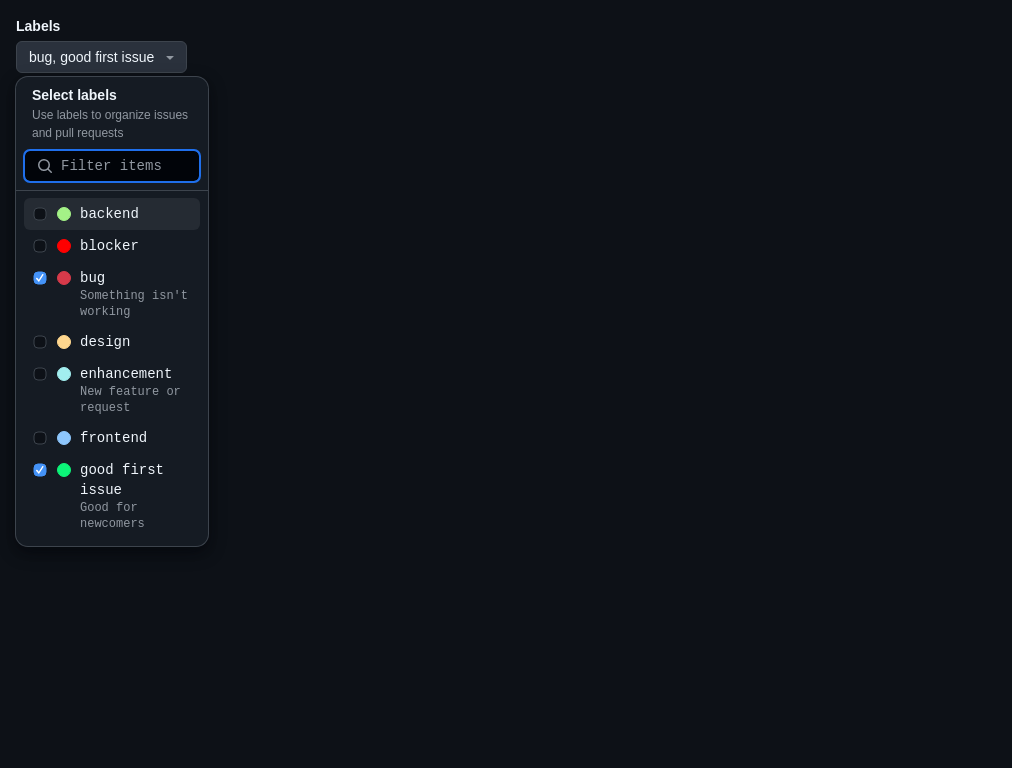 Labels
bug, good first issue
Select labels
Use labels to organize issues
and pull requests
Filter items
backend
blocker
bug
Something isn't
working
design
enhancement
New feature or
request
frontend
good first
issue
Good for
newcomers